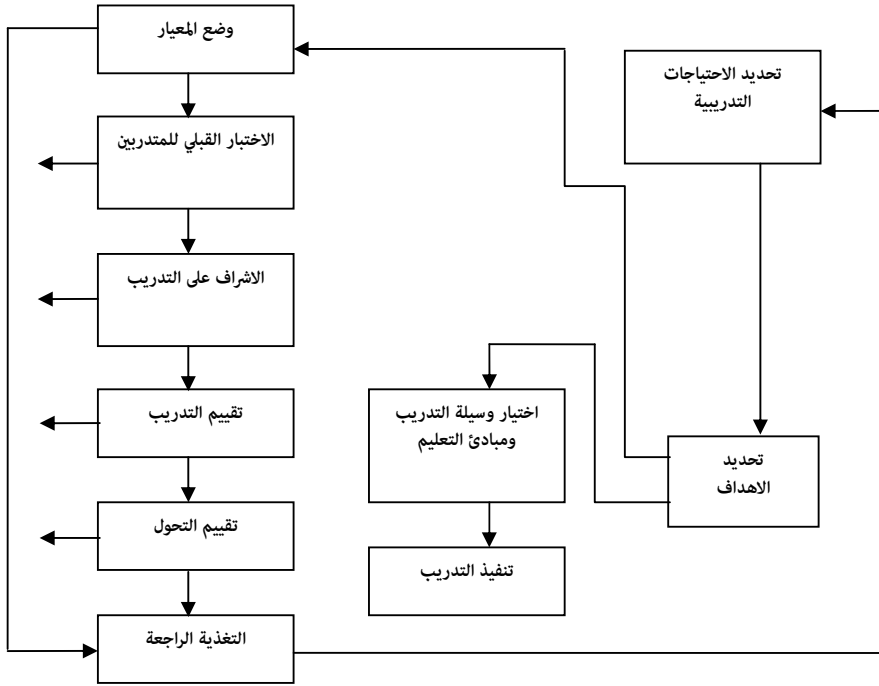 وضع المعيار
تحديد الاحتياجات
التدريبية
الاختبار القبلي للمتدربين
الاشراف على التدريب
اختيار وسيلة التدريب
ومبادئ التعليم
تقييم التدريب
تحديد
الاهداف
تقييم التحول
تنفيذ التدريب
التغذية الراجعة